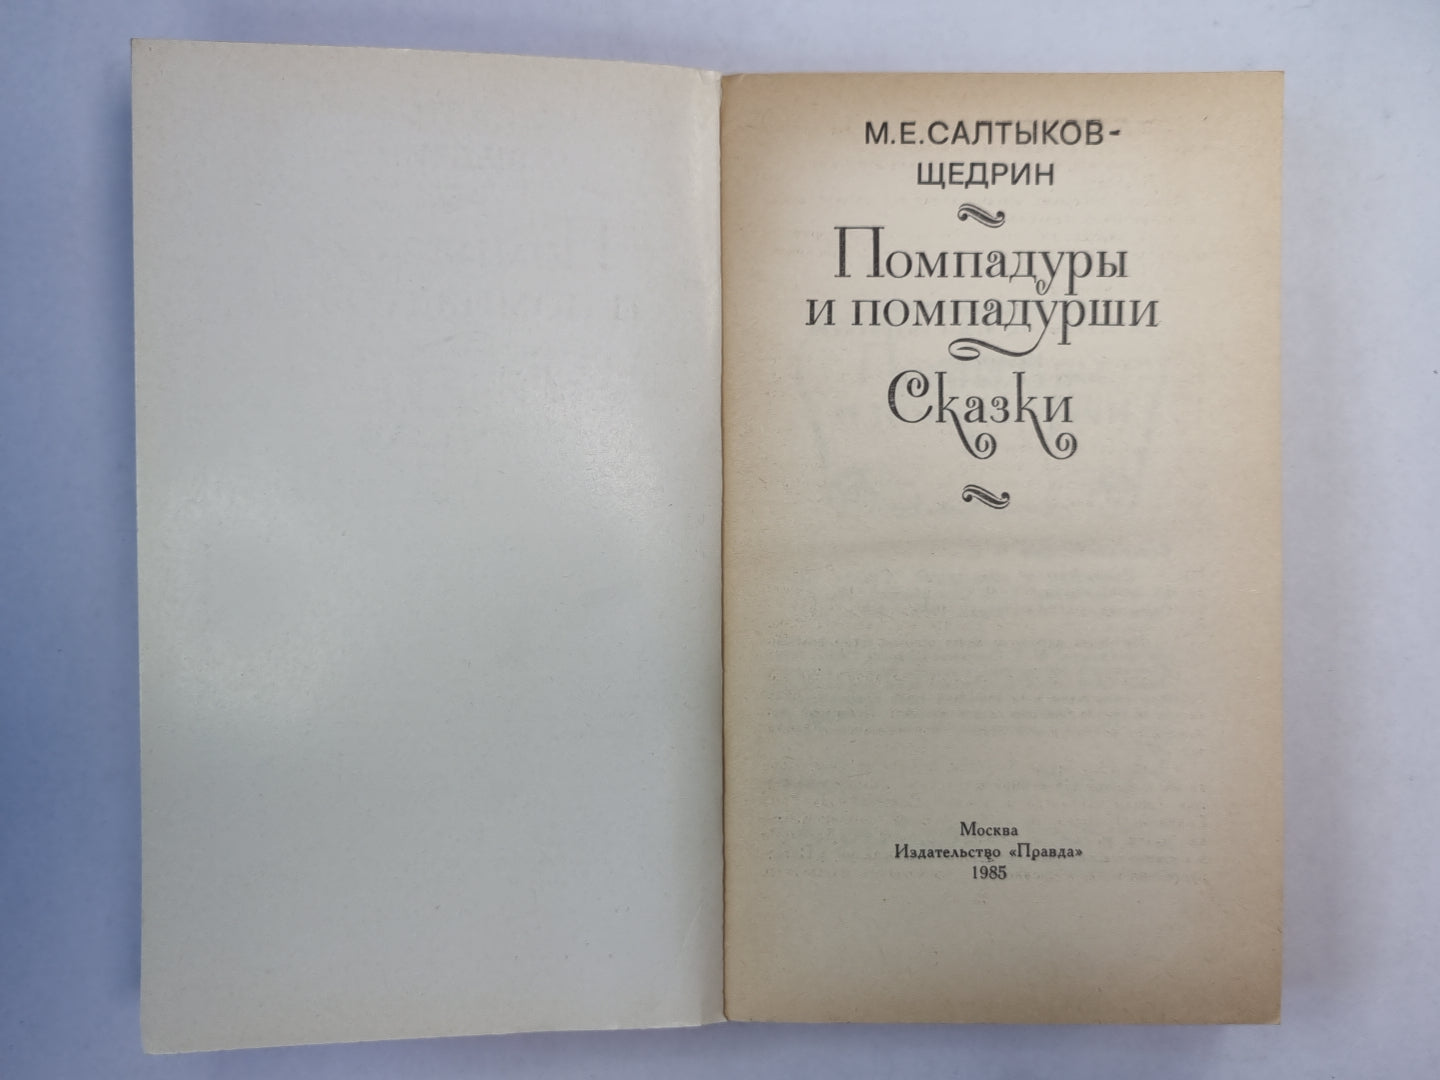 М.Е.САЛТЫКОВ-
ЩЕДРИН
Помпадуры
и помпадурши
Сказки
Москва
Издательство «Правда»
1985